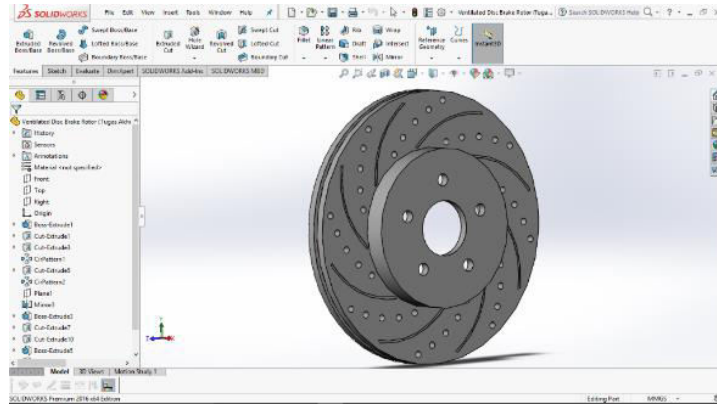 SOLIDWORKS File Edit View Insert Tools Window Help
Ventilated Disc Brake Rotor (Tugas...
Search SOLIDWORKS Help
Extruded Boss/Base
Revolved Boss/Base
Swept Boss/Base
Lofted Boss/Base
Boundary Boss/Base
Extruded Cut
Hole Wizard
Revolved Cut
Swept Cut
Lofted Cut
Boundary Cut
Fillet
Linear Pattern
Rib
Draft
Shell
Wrap
Intersect
Mirror
Reference Geometry
Curves
Instant3D
Features Sketch Evaluate DimXpert SOLIDWORKS Add-Ins SOLIDWORKS MBD
Ventilated Disc Brake Rotor (Tugas Akhi
History
Sensors
Annotations
Material <not specified>
Front
Top
Right
Origin
Boss-Extrude1
Cut-Extrude1
Cut-Extrude3
CirPattern1
Cut-Extrude6
CirPattern2
Plane1
Mirror1
Boss-Extrude3
Cut-Extrude7
Cut-Extrude10
Boss-Extrude5
Model 3D Views Motion Study 1
SOLIDWORKS Premium 2016 x64 Edition
Editing Part MMGS